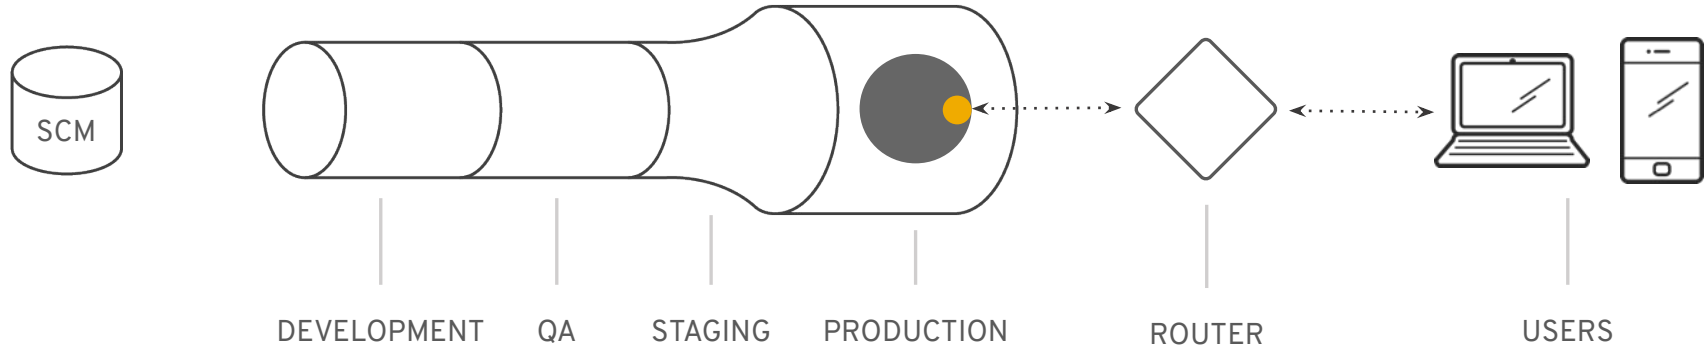 SCM
DEVELOPMENT
QA
STAGING
PRODUCTION
ROUTER
USERS